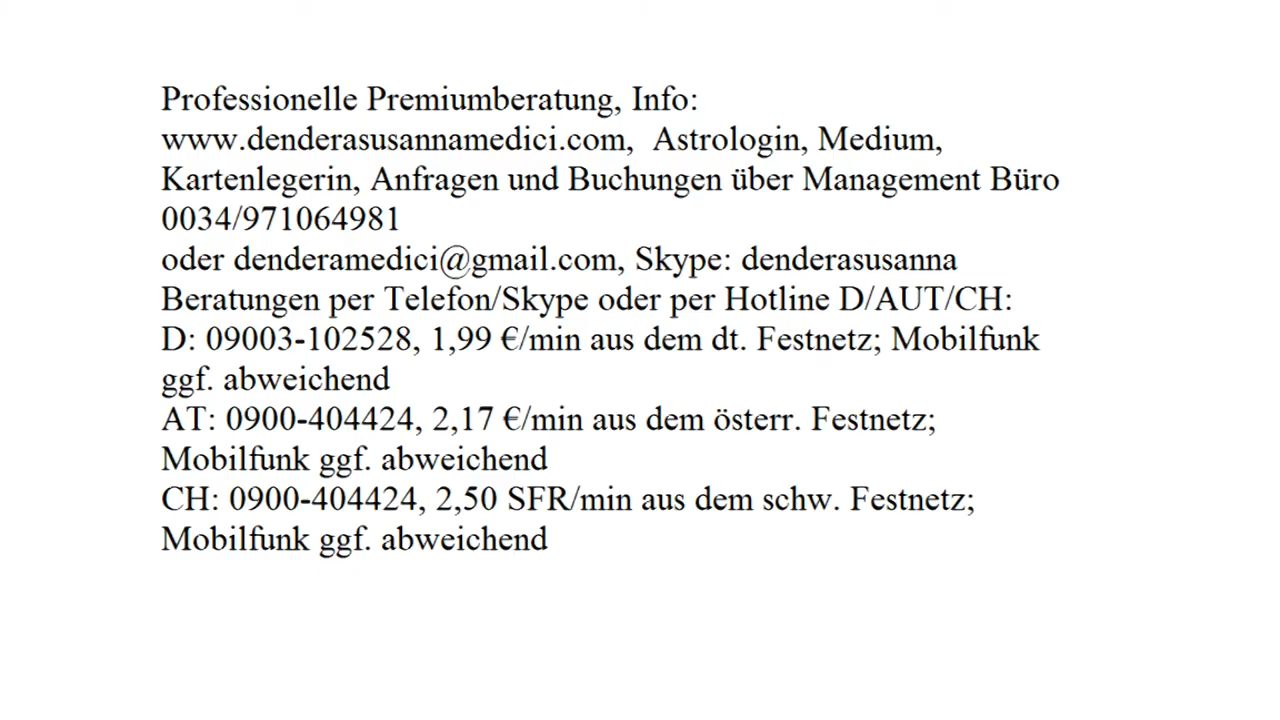 Professionelle Premiumberatung, Info:
www.denderasusannamedici.com,  Astrologin, Medium,
Kartenlegerin, Anfragen und Buchungen über Management Büro
0034/971064981
oder denderamedici@gmail.com, Skype: denderasusanna
Beratungen per Telefon/Skype oder per Hotline D/AUT/CH:
D: 09003-102528, 1,99 €/min aus dem dt. Festnetz; Mobilfunk
ggf. abweichend
AT: 0900-404424, 2,17 €/min aus dem österr. Festnetz;
Mobilfunk ggf. abweichend
CH: 0900-404424, 2,50 SFR/min aus dem schw. Festnetz;
Mobilfunk ggf. abweichend